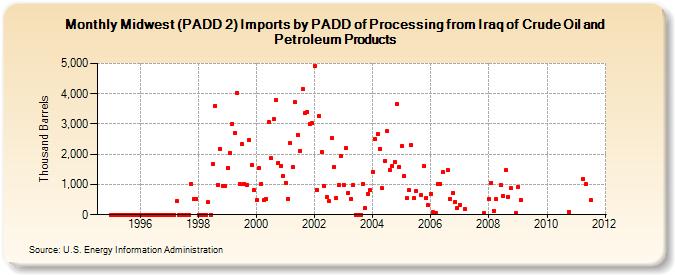 Monthly Midwest (PADD 2) Imports by PADD of Processing from Iraq of Crude Oil and
Petroleum Products
Thousand Barrels
5,000
4,000
3,000
2,000
1,000
0
1996 1998 2000 2002 2004 2006 2008 2010 2012
Source: U.S. Energy Information Administration